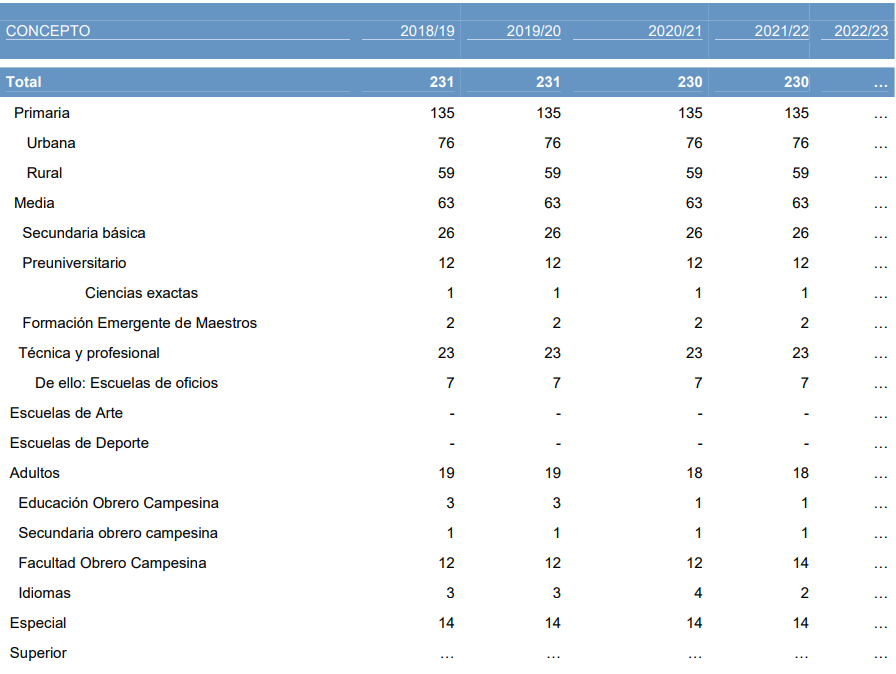 CONCEPTO 2018/19 2019/20 2020/21 2021/22 2022/23
Total 231 231 230 230 …
Primaria 135 135 135 135 …
Urbana 76 76 76 76 …
Rural 59 59 59 59 …
Media 63 63 63 63 …
Secundaria básica 26 26 26 26 …
Preuniversitario 12 12 12 12 …
Ciencias exactas 1 1 1 1 …
Formación Emergente de Maestros 2 2 2 2 …
Técnica y profesional 23 23 23 23 …
De ello: Escuelas de oficios 7 7 7 7 …
Escuelas de Arte - - - - …
Escuelas de Deporte - - - - …
Adultos 19 19 18 18 …
Educación Obrero Campesina 3 3 1 1 …
Secundaria obrero campesina 1 1 1 1 …
Facultad Obrero Campesina 12 12 12 14 …
Idiomas 3 3 4 2 …
Especial 14 14 14 14 …
Superior … … … … …